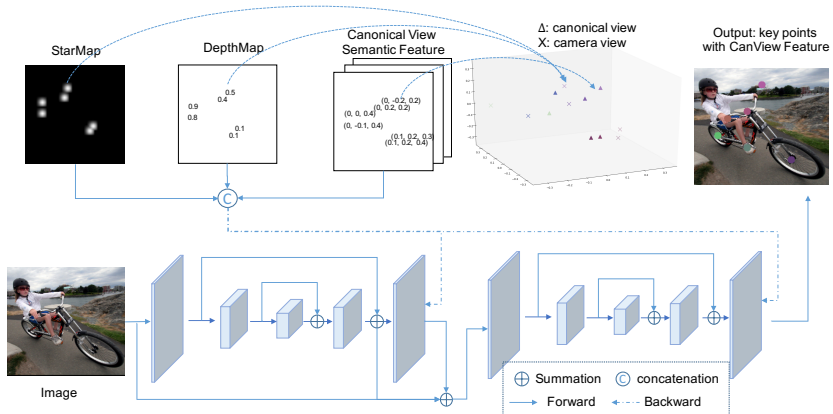 StarMap
DepthMap
Canonical View
Semantic Feature
Δ: canonical view
X: camera view
Output: key points
with CanView Feature
0.5
0.4
0.9
0.8
0.1
0.1
(0, -0.2, 0.2)
(0, 0.2, 0.2)
(0, 0, 0.4)
(0, -0.1, 0.4)
(0.1, 0.2, 0.3)
(0.1, 0.2, 0.4)
C
Image
Summation
C concatenation
Forward
Backward